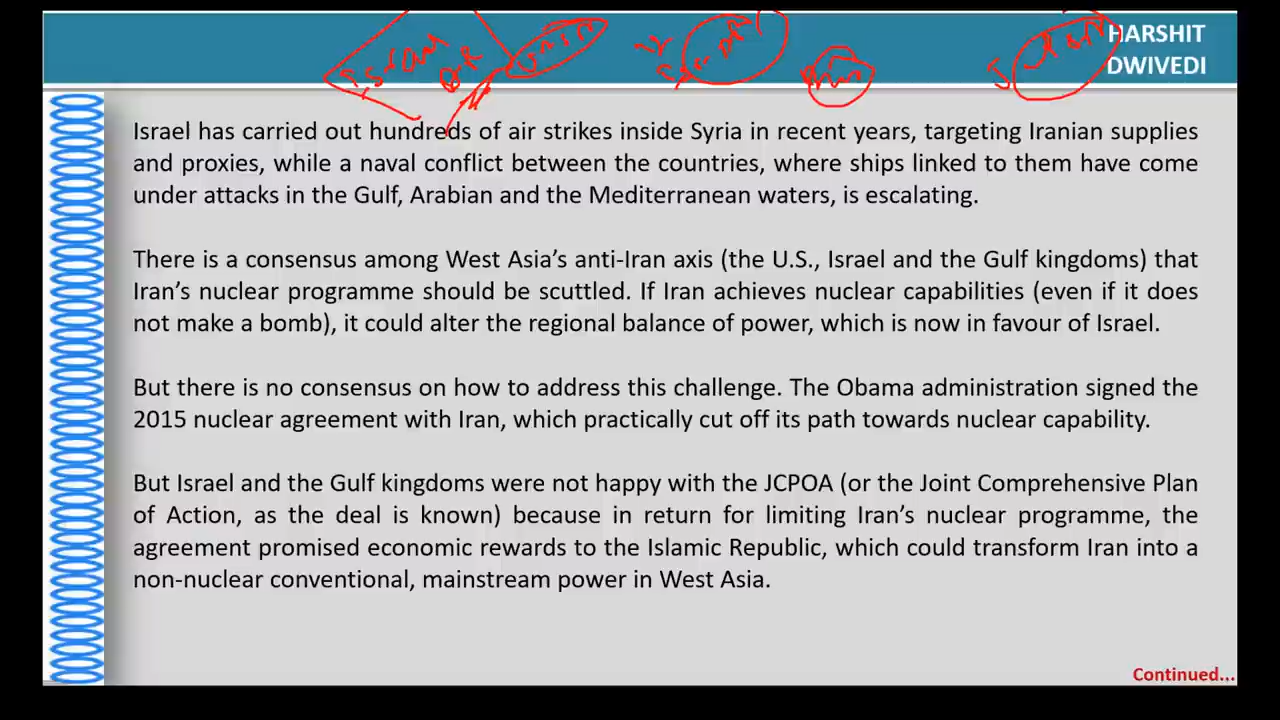 HARSHIT
DWIVEDI
Israel has carried out hundreds of air strikes inside Syria in recent years, targeting Iranian supplies
and proxies, while a naval conflict between the countries, where ships linked to them have come
under attacks in the Gulf, Arabian and the Mediterranean waters, is escalating.
There is a consensus among West Asia’s anti-Iran axis (the U.S., Israel and the Gulf kingdoms) that
Iran’s nuclear programme should be scuttled. If Iran achieves nuclear capabilities (even if it does
not make a bomb), it could alter the regional balance of power, which is now in favour of Israel.
But there is no consensus on how to address this challenge. The Obama administration signed the
2015 nuclear agreement with Iran, which practically cut off its path towards nuclear capability.
But Israel and the Gulf kingdoms were not happy with the JCPOA (or the Joint Comprehensive Plan
of Action, as the deal is known) because in return for limiting Iran’s nuclear programme, the
agreement promised economic rewards to the Islamic Republic, which could transform Iran into a
non-nuclear conventional, mainstream power in West Asia.
Continued...